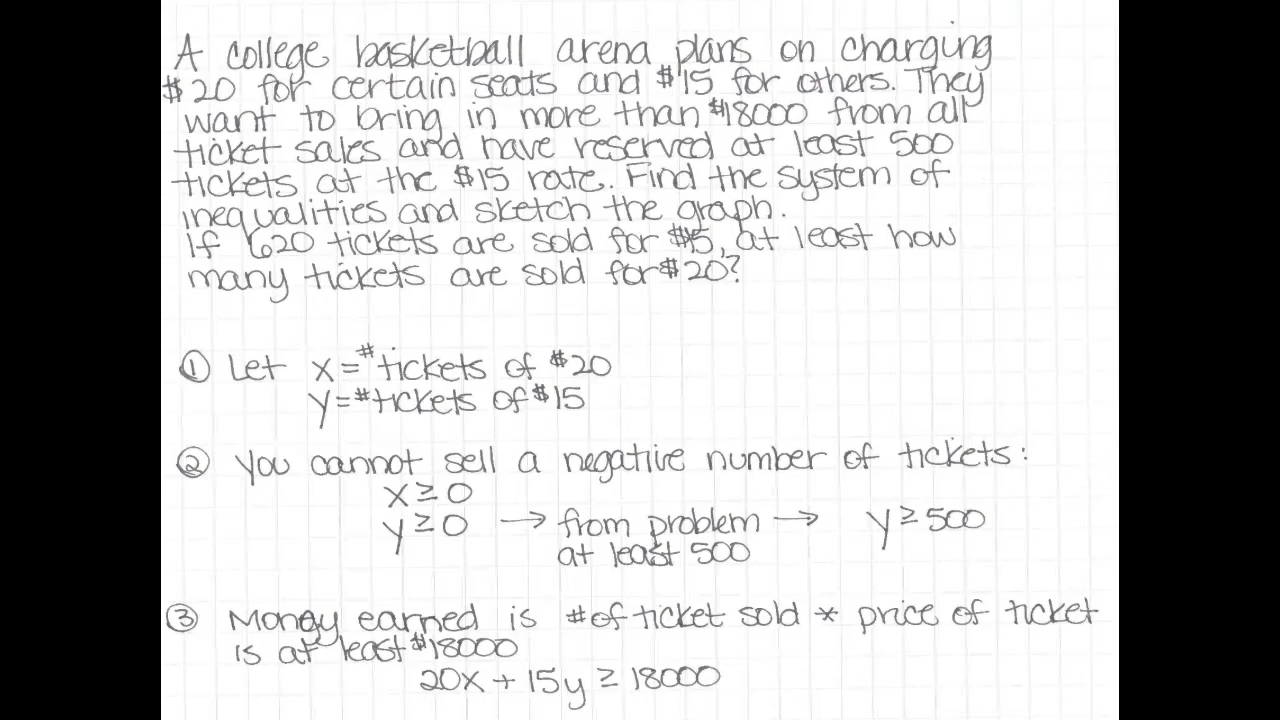 A college basketball arena plans on charging
$20 for certain seats and $15 for others. They
want to bring in more than $18000 from all
ticket sales and have reserved at least 500
tickets at the $15 rate. Find the system of
inequalities and sketch the graph.
If 620 tickets are sold for $15, at least how
many tickets are sold for $20?
① Let x = # tickets of $20
y = # tickets of $15
② You cannot sell a negative number of tickets:
x ≥ 0
y ≥ 0 → from problem → y ≥ 500
at least 500
③ Money earned is # of ticket sold * price of ticket
is at least $18000
20x + 15y ≥ 18000